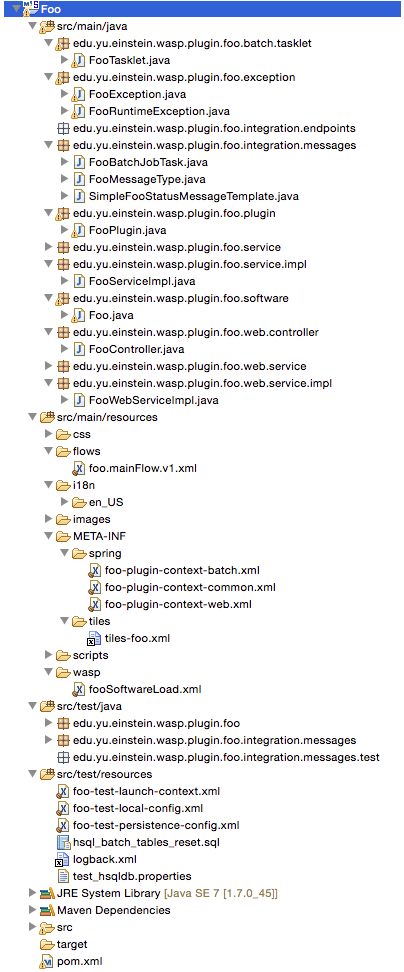 Foo
src/main/java
edu.yu.einstein.wasp.plugin.foo.batch.tasklet
FooTasklet.java
edu.yu.einstein.wasp.plugin.foo.exception
FooException.java
FooRuntimeException.java
edu.yu.einstein.wasp.plugin.foo.integration.endpoints
edu.yu.einstein.wasp.plugin.foo.integration.messages
FooBatchJobTask.java
FooMessageType.java
SimpleFooStatusMessageTemplate.java
edu.yu.einstein.wasp.plugin.foo.plugin
FooPlugin.java
edu.yu.einstein.wasp.plugin.foo.service
edu.yu.einstein.wasp.plugin.foo.service.impl
FooServiceImpl.java
edu.yu.einstein.wasp.plugin.foo.software
Foo.java
edu.yu.einstein.wasp.plugin.foo.web.controller
FooController.java
edu.yu.einstein.wasp.plugin.foo.web.service
edu.yu.einstein.wasp.plugin.foo.web.service.impl
FooWebServiceImpl.java
src/main/resources
css
flows
foo.mainFlow.v1.xml
i18n
en_US
images
META-INF
spring
foo-plugin-context-batch.xml
foo-plugin-context-common.xml
foo-plugin-context-web.xml
tiles
tiles-foo.xml
scripts
wasp
fooSoftwareLoad.xml
src/test/java
edu.yu.einstein.wasp.plugin.foo
edu.yu.einstein.wasp.plugin.foo.integration.messages
edu.yu.einstein.wasp.plugin.foo.integration.messages.test
src/test/resources
foo-test-launch-context.xml
foo-test-local-config.xml
foo-test-persistence-config.xml
hsql_batch_tables_reset.sql
logback.xml
test_hsqldb.properties
JRE System Library [Java SE 7 [1.7.0_45]]
Maven Dependencies
src
target
pom.xml